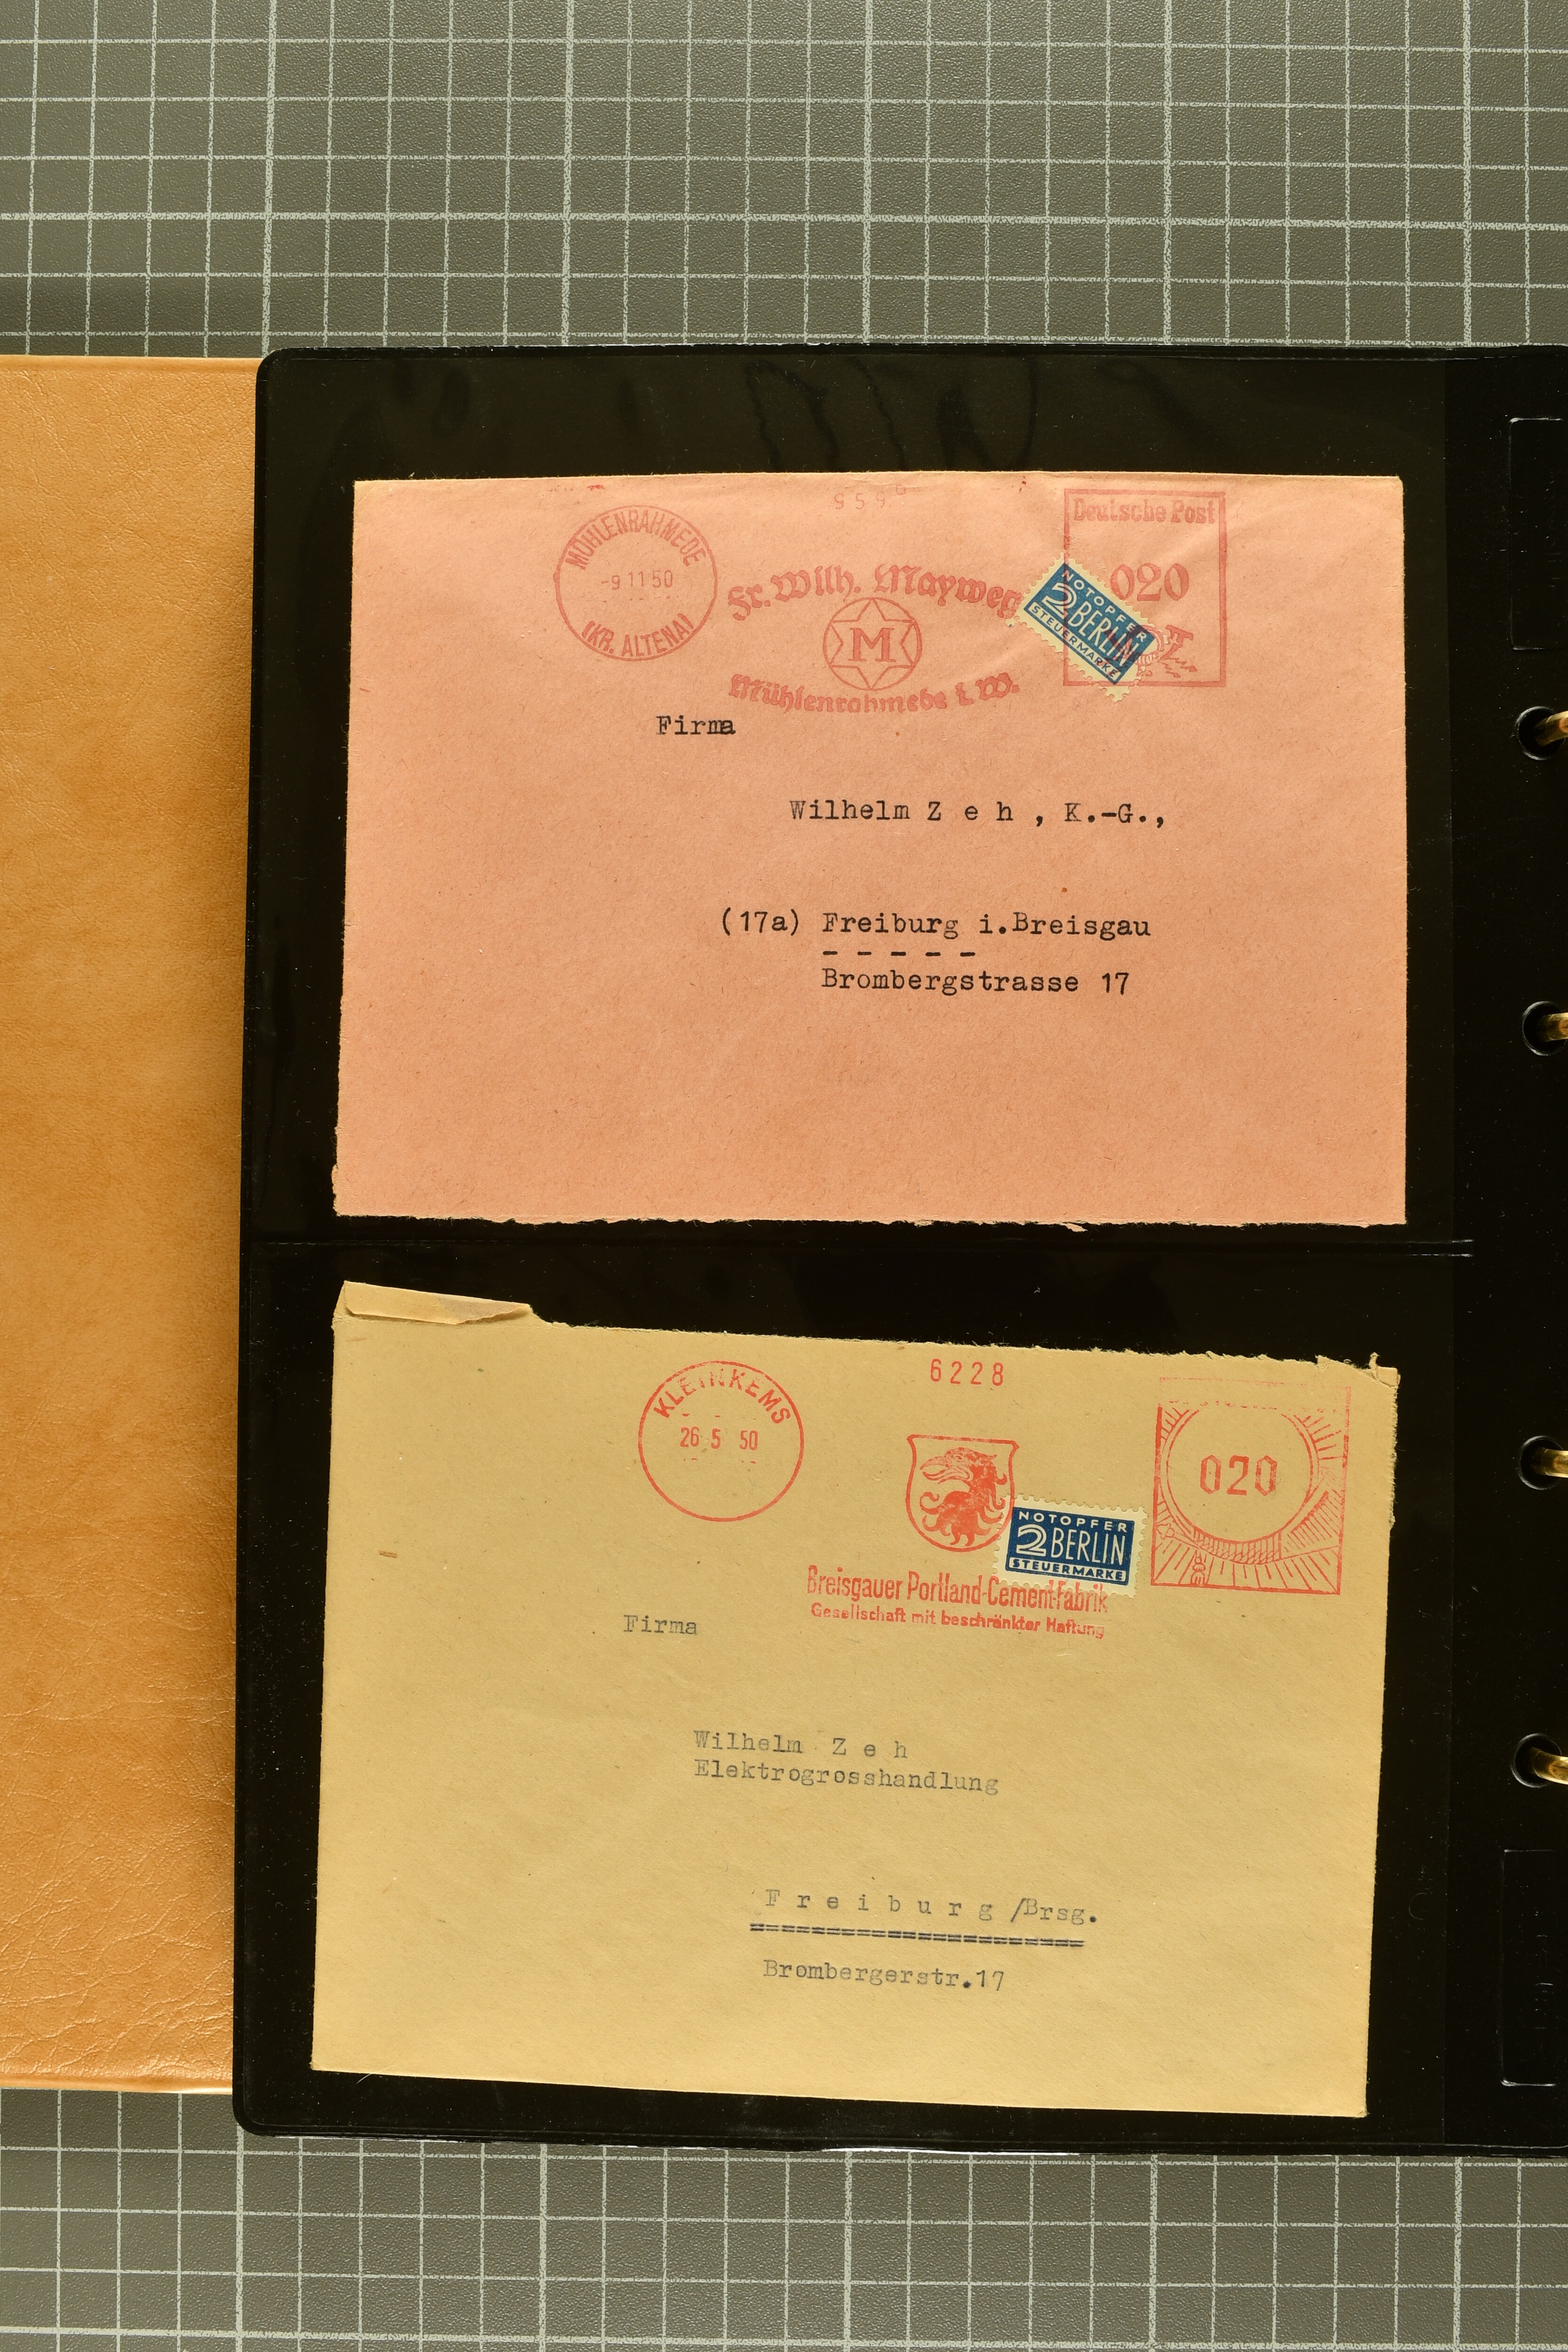 9596
Deutsche Post
MÜHLENRAHMEDE
-9 11 50
(KR. ALTENA)
Fr. Wilh. Mayweg
M
Mühlenrahmede i. W.
020
NOTOPFER
2 BERLIN
STEUERMARKE
Firma
Wilhelm Z e h , K.-G.,
(17a) Freiburg i.Breisgau
Brombergstrasse 17
6228
KLEINKEMS
26 5 50
020
NOTOPFER
2 BERLIN
STEUERMARKE
Breisgauer Portland-Cement-Fabrik
Gesellschaft mit beschränkter Haftung
Firma
Wilhelm Z e h
Elektrogrosshandlung
F r e i b u r g /Brsg.
Brombergerstr.17